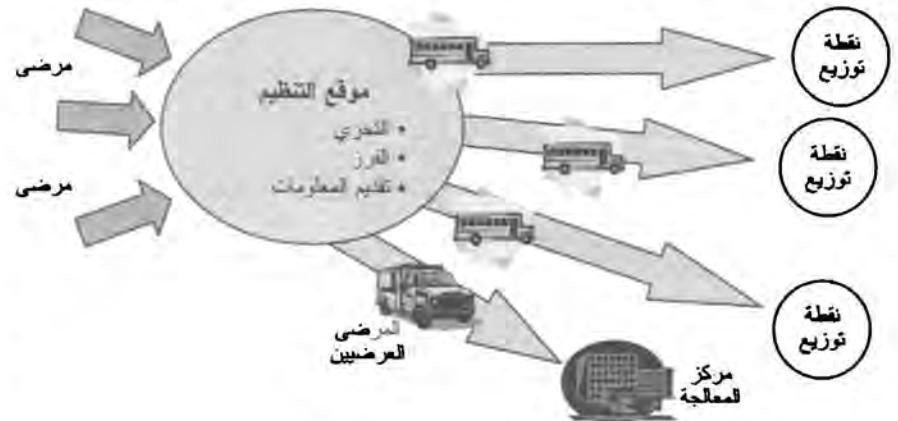 مرضى
مرضى
موقع التنظيم
• التحري
• الفرز
• تقديم المعلومات
نقطة
توزيع
نقطة
توزيع
نقطة
توزيع
المرضى
العرضيين
مركز
المعالجة